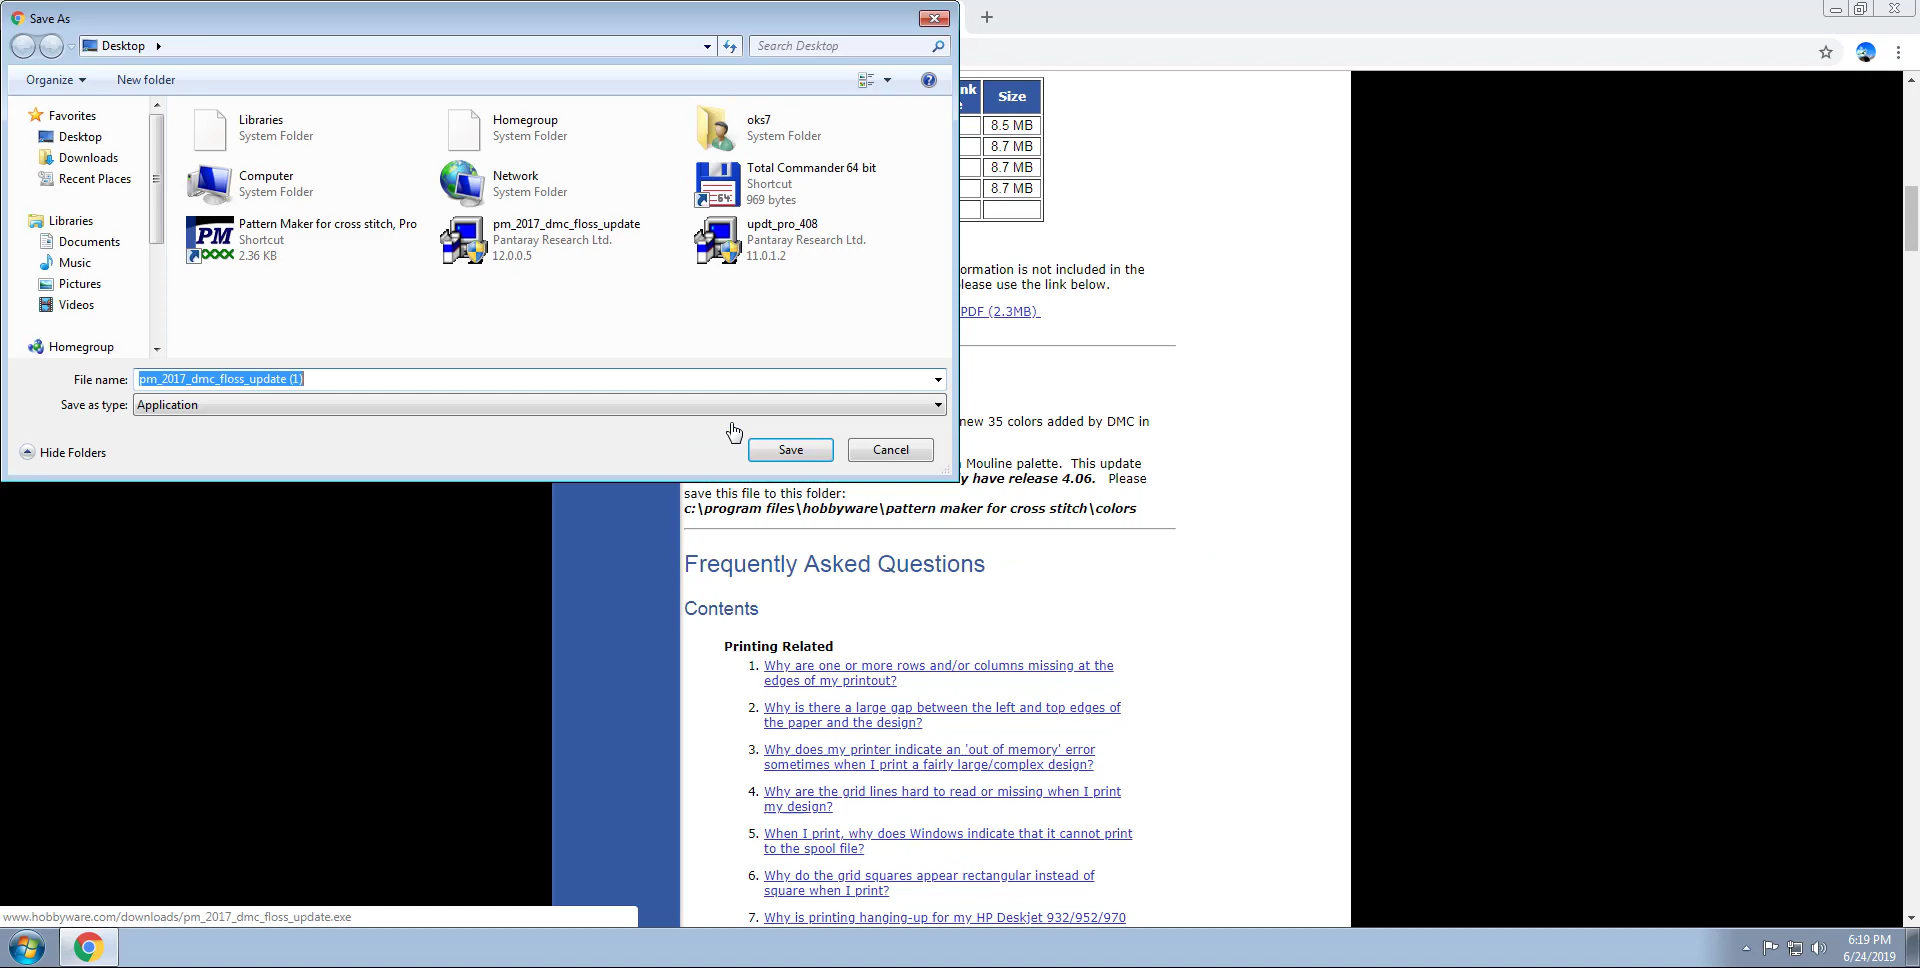 Save As
Desktop
Search Desktop
Organize
New folder
Favorites
Desktop
Downloads
Recent Places
Libraries
Documents
Music
Pictures
Videos
Homegroup
Libraries
System Folder
Homegroup
System Folder
oks7
System Folder
Computer
System Folder
Network
System Folder
Total Commander 64 bit
Shortcut
969 bytes
Pattern Maker for cross stitch, Pro
Shortcut
2.36 KB
pm_2017_dmc_floss_update
Pantaray Research Ltd.
12.0.0.5
updt_pro_408
Pantaray Research Ltd.
11.0.1.2
File name: pm_2017_dmc_floss_update (1)
Save as type: Application
Hide Folders
Save
Cancel
nk
e
Size
8.5 MB
8.7 MB
8.7 MB
8.7 MB
ormation is not included in the
lease use the link below.
PDF (2.3MB)
new 35 colors added by DMC in
Mouline palette. This update
y have release 4.06. Please
save this file to this folder:
c:\program files\hobbyware\pattern maker for cross stitch\colors
Frequently Asked Questions
Contents
Printing Related
1. Why are one or more rows and/or columns missing at the
edges of my printout?
2. Why is there a large gap between the left and top edges of
the paper and the design?
3. Why does my printer indicate an 'out of memory' error
sometimes when I print a fairly large/complex design?
4. Why are the grid lines hard to read or missing when I print
my design?
5. When I print, why does Windows indicate that it cannot print
to the spool file?
6. Why do the grid squares appear rectangular instead of
square when I print?
7. Why is printing hanging-up for my HP Deskjet 932/952/970
www.hobbyware.com/downloads/pm_2017_dmc_floss_update.exe
6:19 PM
6/24/2019